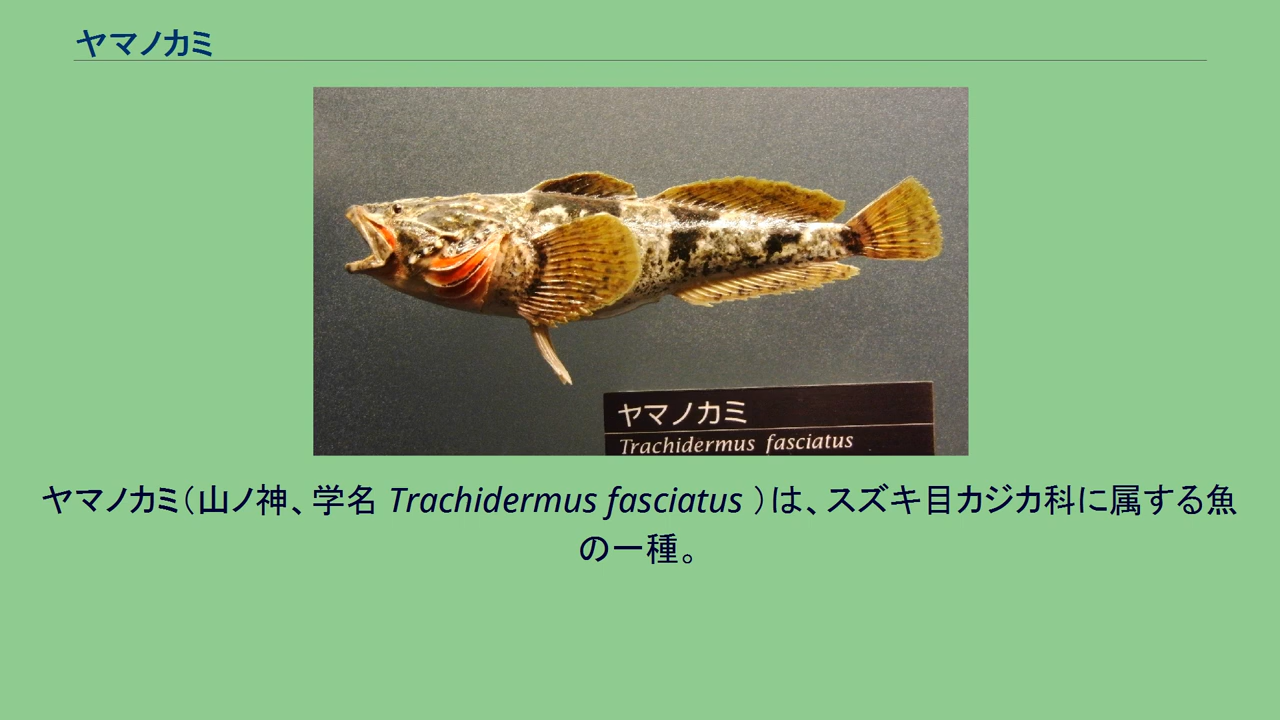 ヤマノカミ
ヤマノカミ
Trachidermus fasciatus
ヤマノカミ（山ノ神、学名 Trachidermus fasciatus ）は、スズキ目カジカ科に属する魚
の一種。